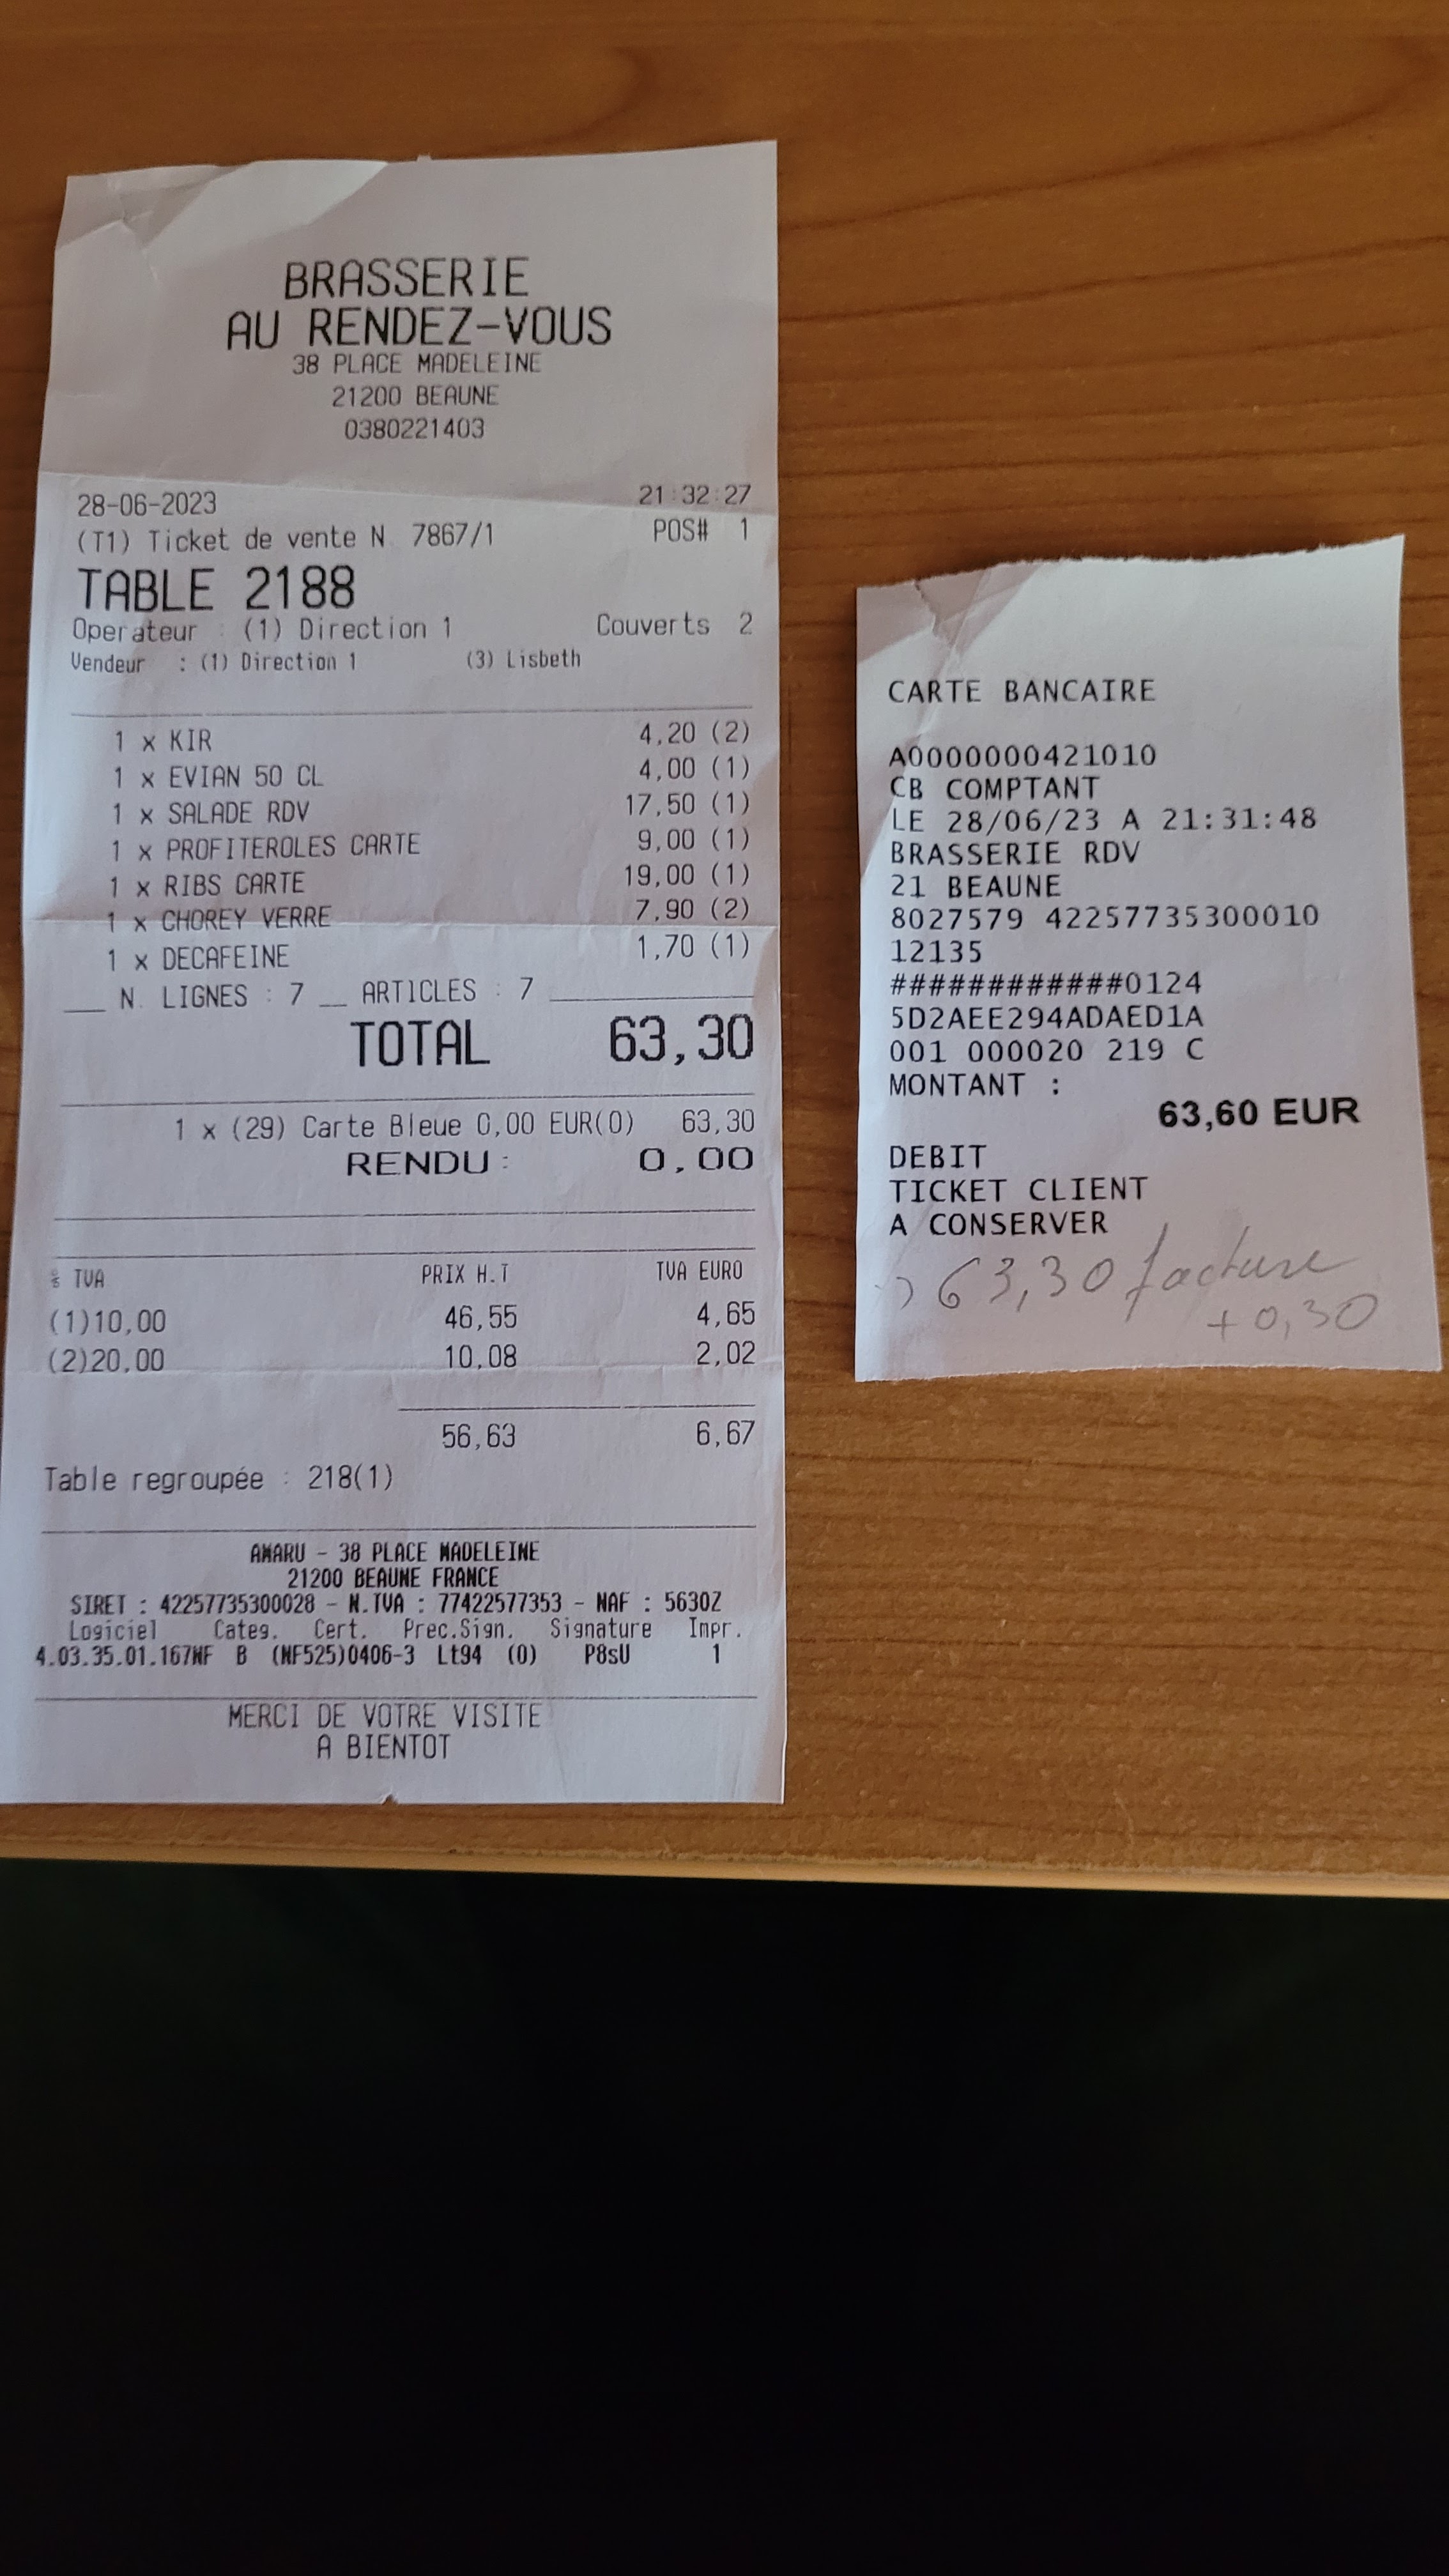 BRASSERIE
AU RENDEZ-VOUS
38 PLACE MADELEINE
21200 BEAUNE
0380221403
28-06-2023 21:32:27
(T1) Ticket de vente N. 7867/1 POS# 1
TABLE 2188
Operateur : (1) Direction 1 Couverts 2
Vendeur : (1) Direction 1 (3) Lisbeth
1 x KIR 4,20 (2)
1 x EVIAN 50 CL 4,00 (1)
1 x SALADE RDV 17,50 (1)
1 x PROFITEROLES CARTE 9,00 (1)
1 x RIBS CARTE 19,00 (1)
1 x CHOREY VERRE 7,90 (2)
1 x DECAFEINE 1,70 (1)
__ N. LIGNES : 7 __ ARTICLES : 7 __
TOTAL 63,30
1 x (29) Carte Bleue 0,00 EUR(0) 63,30
RENDU : 0,00
% TVA PRIX H.T TVA EURO
(1)10,00 46,55 4,65
(2)20,00 10,08 2,02
56,63 6,67
Table regroupée : 218(1)
AMARU - 38 PLACE MADELEINE
21200 BEAUNE FRANCE
SIRET : 42257735300028 - N.TVA : 77422577353 - NAF : 5630Z
Logiciel Categ. Cert. Prec.Sign. Signature Impr.
4.03.35.01.167NF B (NF525)0406-3 Lt94 (0) P8sU 1
MERCI DE VOTRE VISITE
A BIENTOT
CARTE BANCAIRE
A0000000421010
CB COMPTANT
LE 28/06/23 A 21:31:48
BRASSERIE RDV
21 BEAUNE
8027579 42257735300010
12135
############0124
5D2AEE294ADAED1A
001 000020 219 C
MONTANT :
63,60 EUR
DEBIT
TICKET CLIENT
A CONSERVER
→ 63,30 facture
+0,30